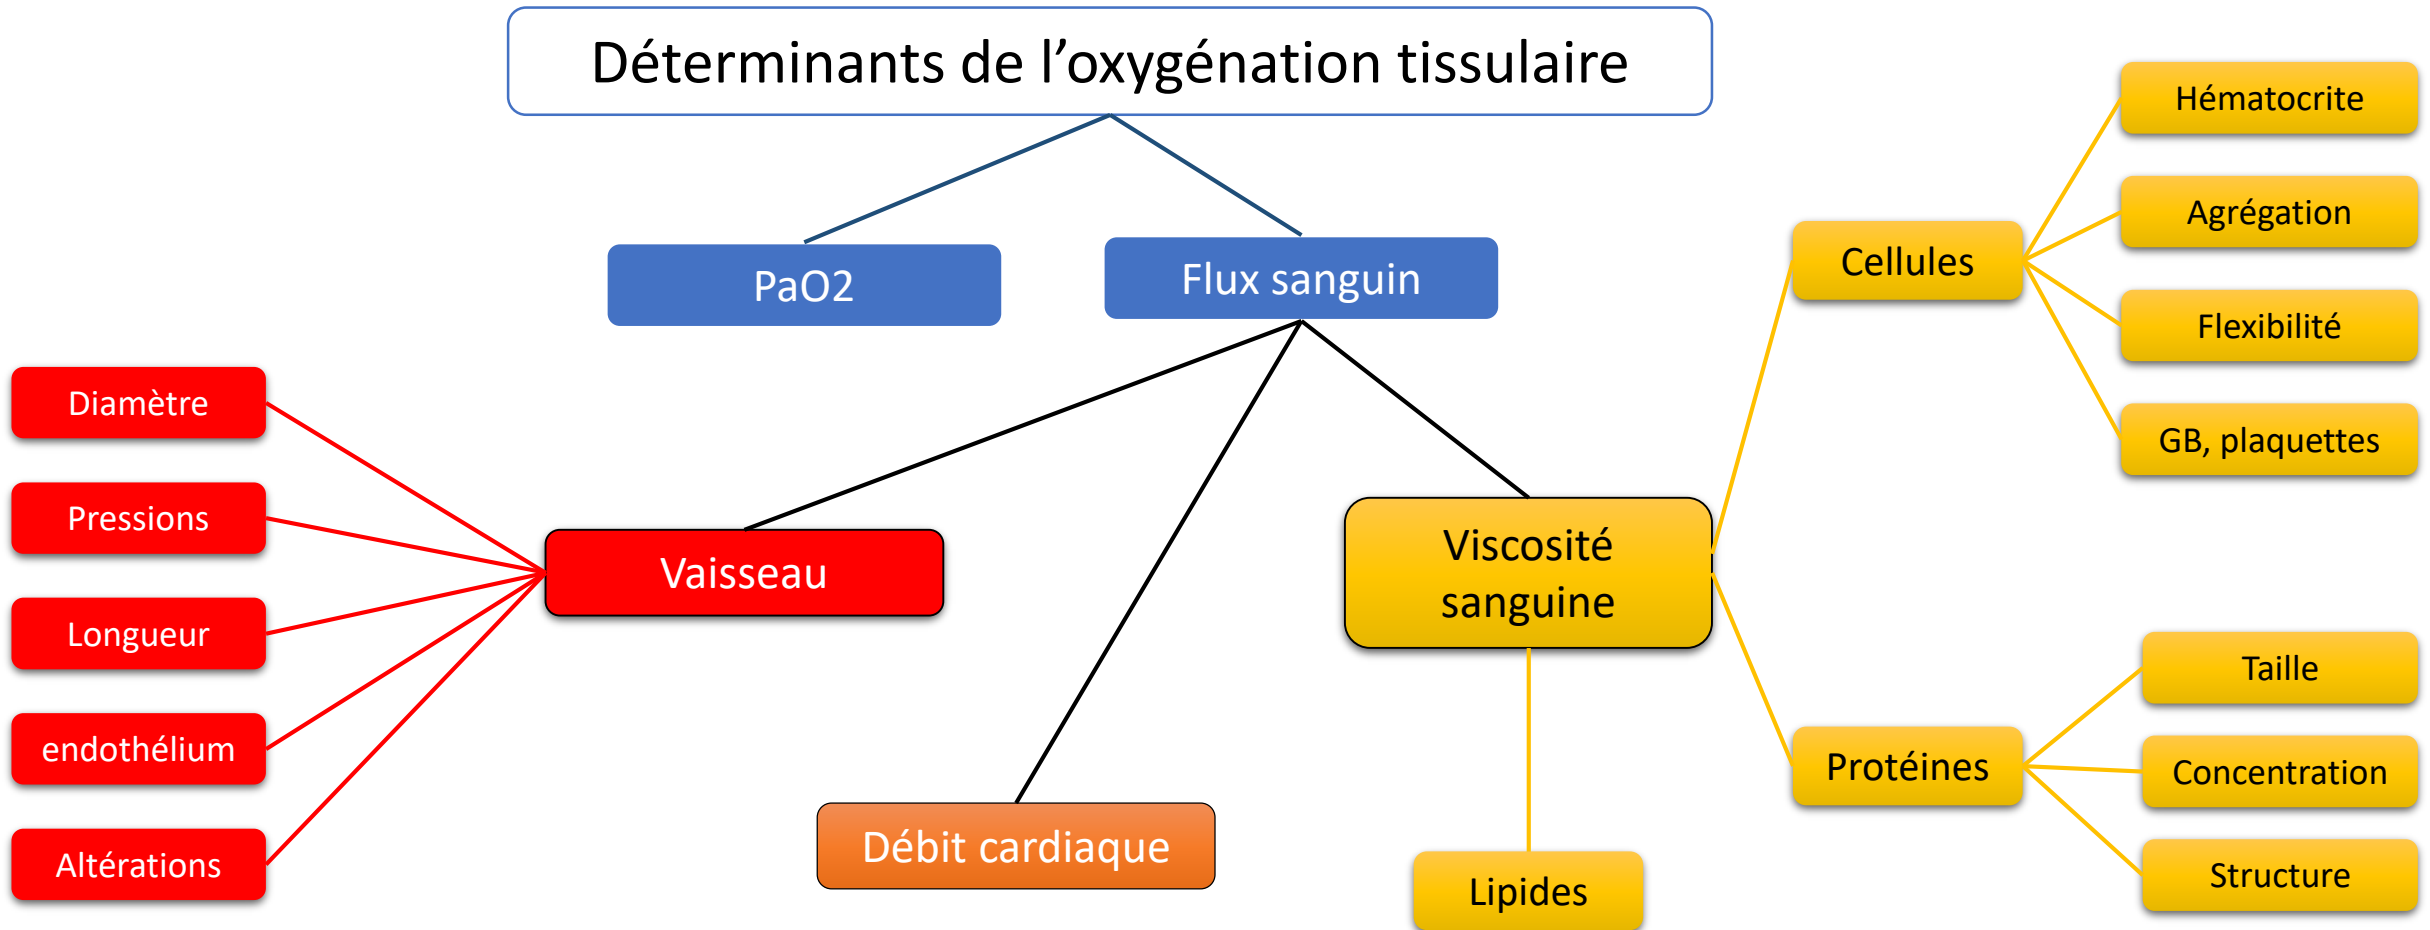 Déterminants de l’oxygénation tissulaire
PaO2
Flux sanguin
Diamètre
Pressions
Longueur
endothélium
Altérations
Vaisseau
Débit cardiaque
Viscosité
sanguine
Lipides
Cellules
Hématocrite
Agrégation
Flexibilité
GB, plaquettes
Protéines
Taille
Concentration
Structure